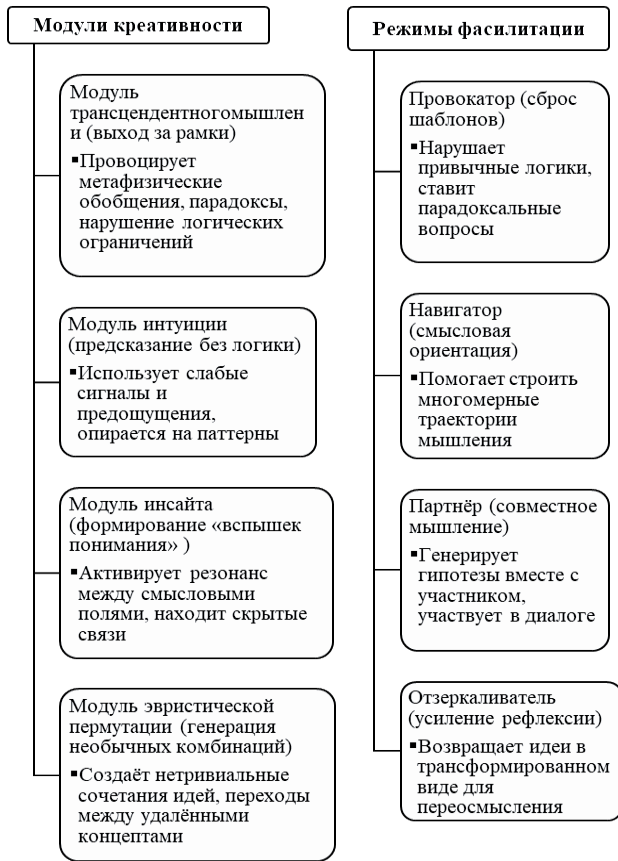 Модули креативности
Модуль
трансцендентногомышлен
и (выход за рамки)
▪Провоцирует
метафизические
обобщения, парадоксы,
нарушение логических
ограничений
Модуль интуиции
(предсказание без логики)
▪Использует слабые
сигналы и
предощущения,
опирается на паттерны
Модуль инсайта
(формирование «вспышек
понимания» )
▪Активирует резонанс
между смысловыми
полями, находит скрытые
связи
Модуль эвристической
пермутации (генерация
необычных комбинаций)
▪Создаёт нетривиальные
сочетания идей, переходы
между удалёнными
концептами
Режимы фасилитации
Провокатор (сброс
шаблонов)
▪Нарушает
привычные логики,
ставит
парадоксальные
вопросы
Навигатор
(смысловая
ориентация)
▪Помогает строить
многомерные
траектории
мышления
Партнёр (совместное
мышление)
▪Генерирует
гипотезы вместе с
участником,
участвует в диалоге
Отзеркаливатель
(усиление рефлексии)
▪Возвращает идеи в
трансформированном
виде для
переосмысления